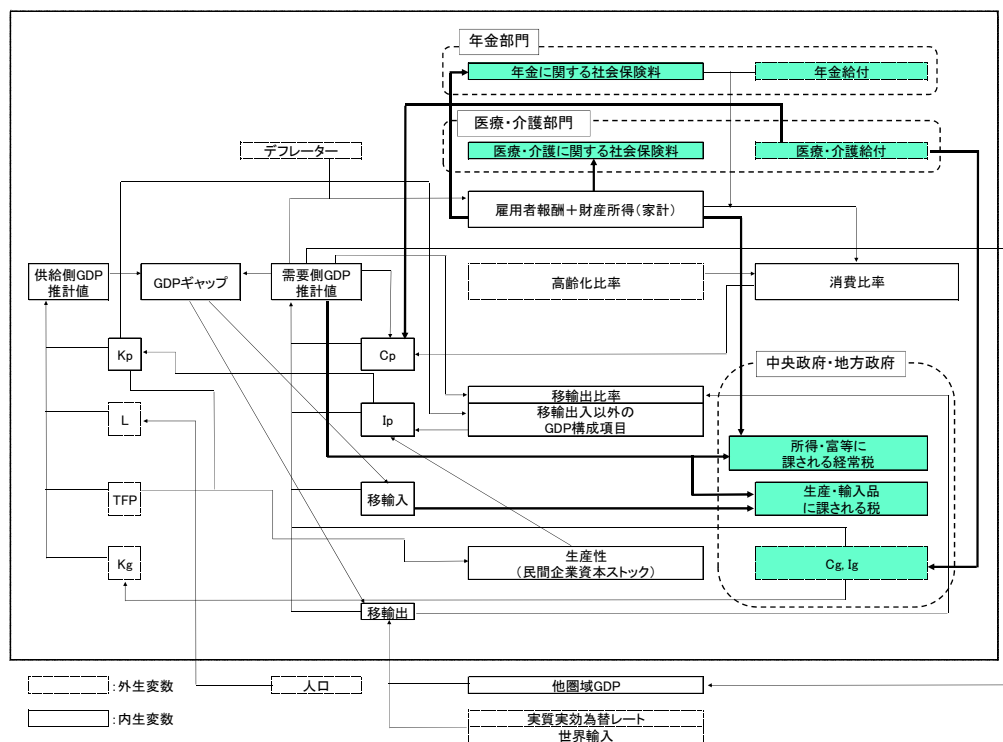 年金部門
年金に関する社会保険料
年金給付
医療・介護部門
デフレーター
医療・介護に関する社会保険料
医療・介護給付
雇用者報酬+財産所得(家計)
供給側GDP
推計値
GDPギャップ
需要側GDP
推計値
高齢化比率
消費比率
Kp
Cp
中央政府・地方政府
移輸出比率
移輸出入以外の
GDP構成項目
L
Ip
所得・富等に
課される経常税
TFP
移輸入
生産・輸入品
に課される税
Kg
生産性
(民間企業資本ストック)
Cg, Ig
移輸出
:外生変数
人口
他圏域GDP
:内生変数
実質実効為替レート
世界輸入